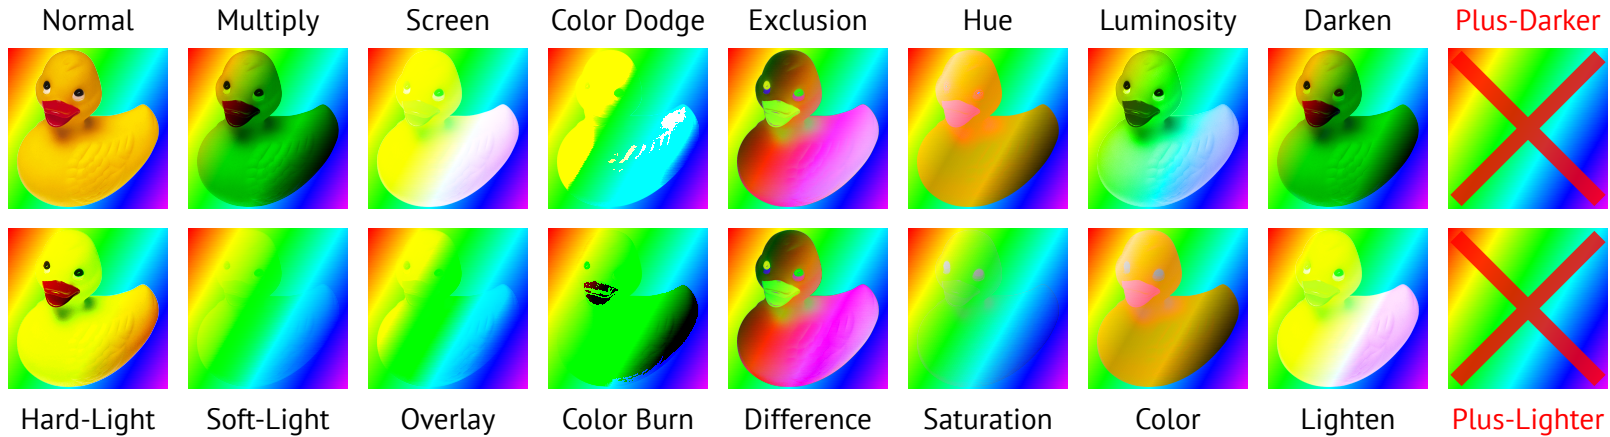 Normal Multiply Screen Color Dodge Exclusion Hue Luminosity Darken Plus-Darker
Hard-Light Soft-Light Overlay Color Burn Difference Saturation Color Lighten Plus-Lighter